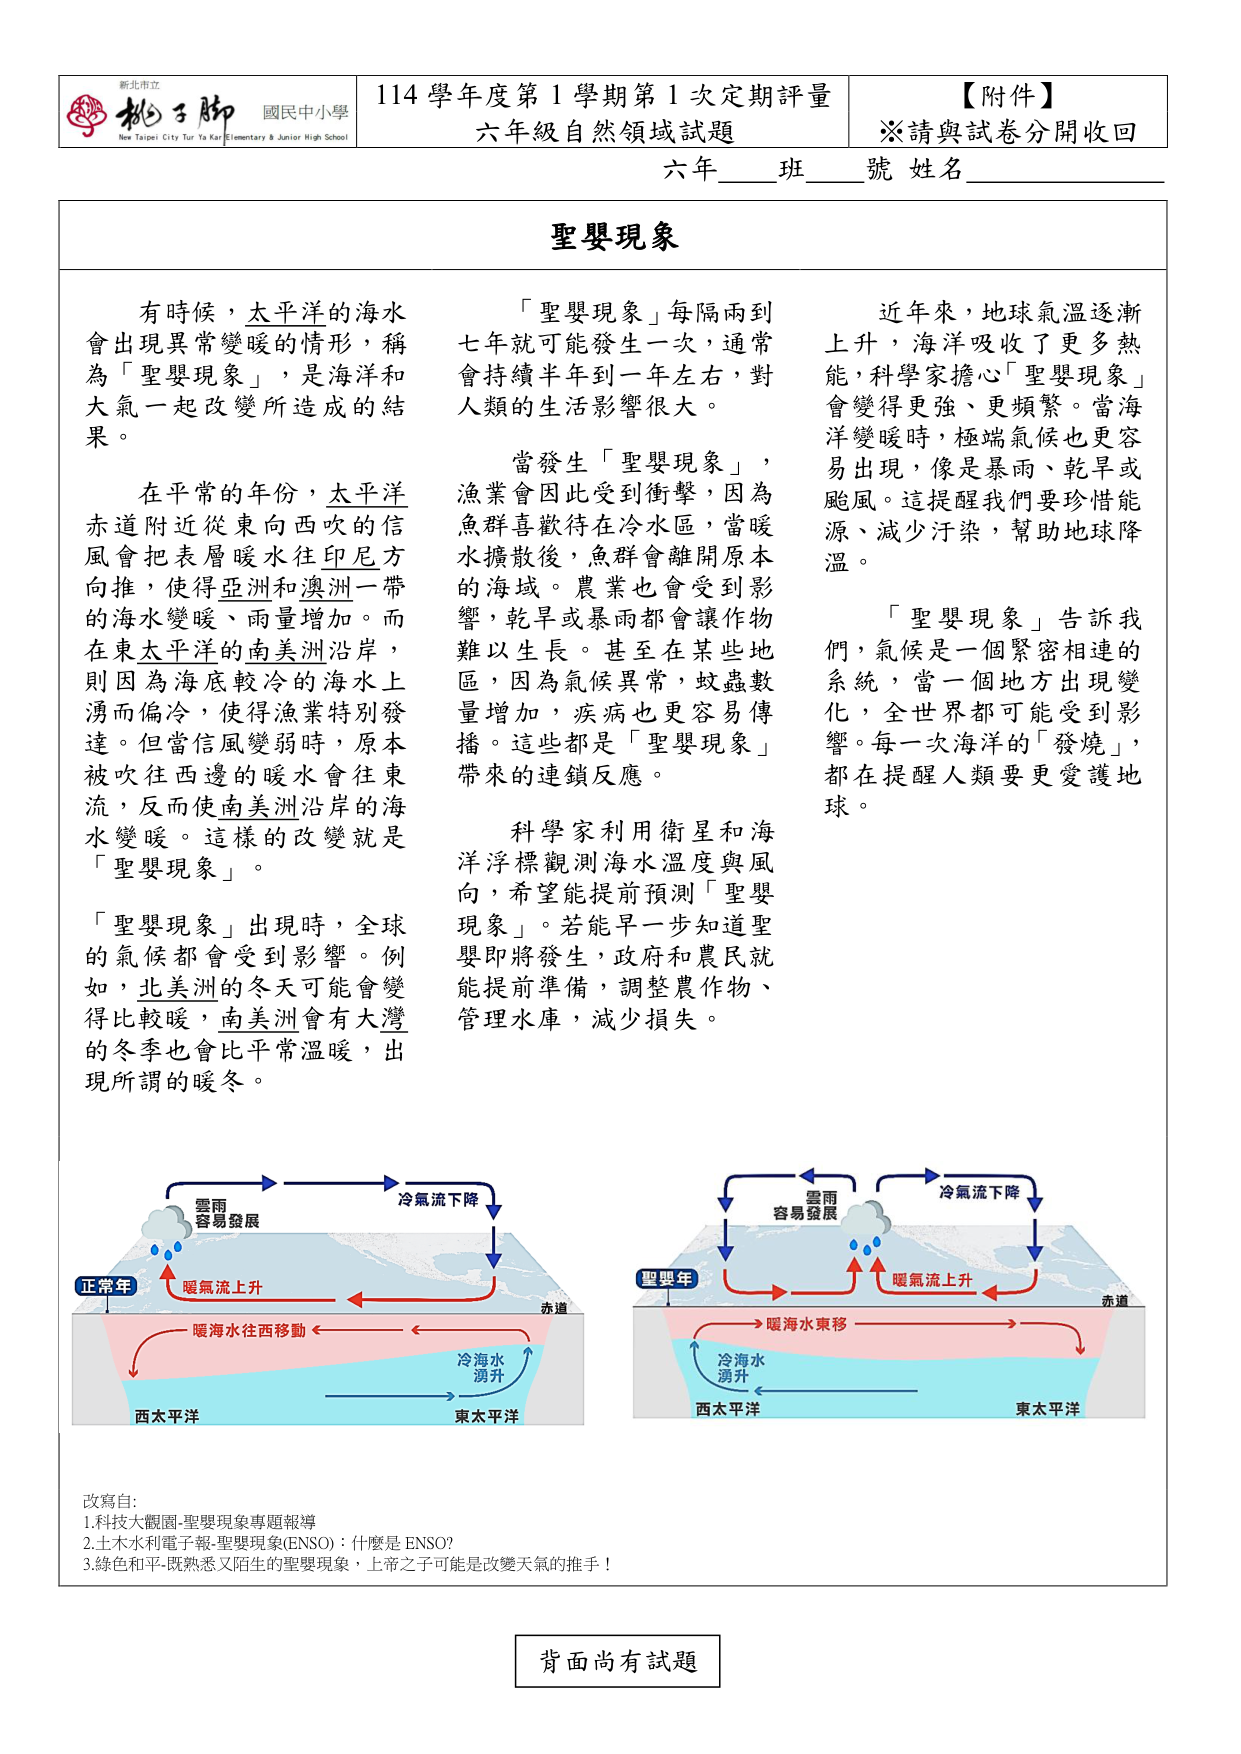 新北市立
桃子腳 國民中小學
New Taipei City Tur Ya Kar Elementary & Junior High School
114 學年度第 1 學期第 1 次定期評量
六年級自然領域試題
【附件】
※請與試卷分開收回
六年____班____號 姓名______________
聖嬰現象
有時候，太平洋的海水
會出現異常變暖的情形，稱
為「聖嬰現象」，是海洋和
大氣一起改變所造成的結
果。
在平常的年份，太平洋
赤道附近從東向西吹的信
風會把表層暖水往印尼方
向推，使得亞洲和澳洲一帶
的海水變暖、雨量增加。而
在東太平洋的南美洲沿岸，
則因為海底較冷的海水上
湧而偏冷，使得漁業特別發
達。但當信風變弱時，原本
被吹往西邊的暖水會往東
流，反而使南美洲沿岸的海
水變暖。這樣的改變就是
「聖嬰現象」。
「聖嬰現象」出現時，全球
的氣候都會受到影響。例
如，北美洲的冬天可能會變
得比較暖，南美洲會有大灣
的冬季也會比平常溫暖，出
現所謂的暖冬。
「聖嬰現象」每隔兩到
七年就可能發生一次，通常
會持續半年到一年左右，對
人類的生活影響很大。
當發生「聖嬰現象」，
漁業會因此受到衝擊，因為
魚群喜歡待在冷水區，當暖
水擴散後，魚群會離開原本
的海域。農業也會受到影
響，乾旱或暴雨都會讓作物
難以生長。甚至在某些地
區，因為氣候異常，蚊蟲數
量增加，疾病也更容易傳
播。這些都是「聖嬰現象」
帶來的連鎖反應。
科學家利用衛星和海
洋浮標觀測海水溫度與風
向，希望能提前預測「聖嬰
現象」。若能早一步知道聖
嬰即將發生，政府和農民就
能提前準備，調整農作物、
管理水庫，減少損失。
近年來，地球氣溫逐漸
上升，海洋吸收了更多熱
能，科學家擔心「聖嬰現象」
會變得更強、更頻繁。當海
洋變暖時，極端氣候也更容
易出現，像是暴雨、乾旱或
颱風。這提醒我們要珍惜能
源、減少汙染，幫助地球降
溫。
「聖嬰現象」告訴我
們，氣候是一個緊密相連的
系統，當一個地方出現變
化，全世界都可能受到影
響。每一次海洋的「發燒」，
都在提醒人類要更愛護地
球。
雲雨
容易發展
冷氣流下降
正常年
暖氣流上升
赤道
暖海水往西移動
冷海水
湧升
西太平洋
東太平洋
雲雨
容易發展
冷氣流下降
聖嬰年
暖氣流上升
赤道
暖海水東移
冷海水
湧升
西太平洋
東太平洋
改寫自:
1.科技大觀園-聖嬰現象專題報導
2.土木水利電子報-聖嬰現象(ENSO)：什麼是 ENSO?
3.綠色和平-既熟悉又陌生的聖嬰現象，上帝之子可能是改變天氣的推手！
背面尚有試題